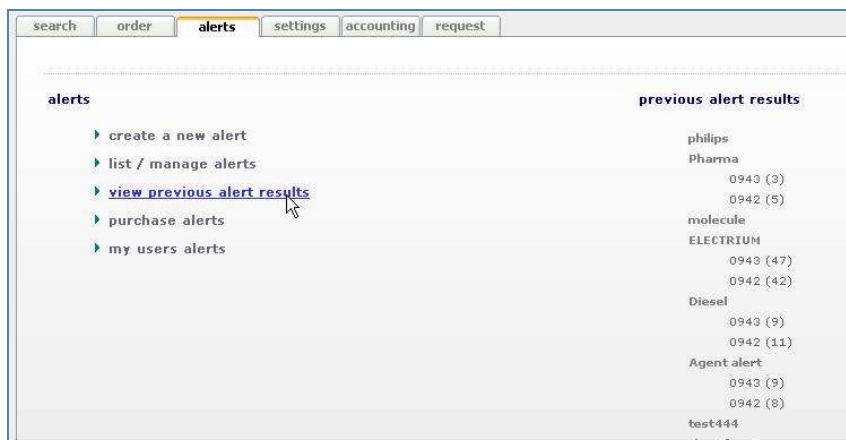 search order alerts settings accounting request
alerts
create a new alert
list / manage alerts
view previous alert results
purchase alerts
my users alerts
previous alert results
philips
Pharma
0943 (3)
0942 (5)
molecule
ELECTRIUM
0943 (47)
0942 (42)
Diesel
0943 (9)
0942 (11)
Agent alert
0943 (9)
0942 (8)
test444